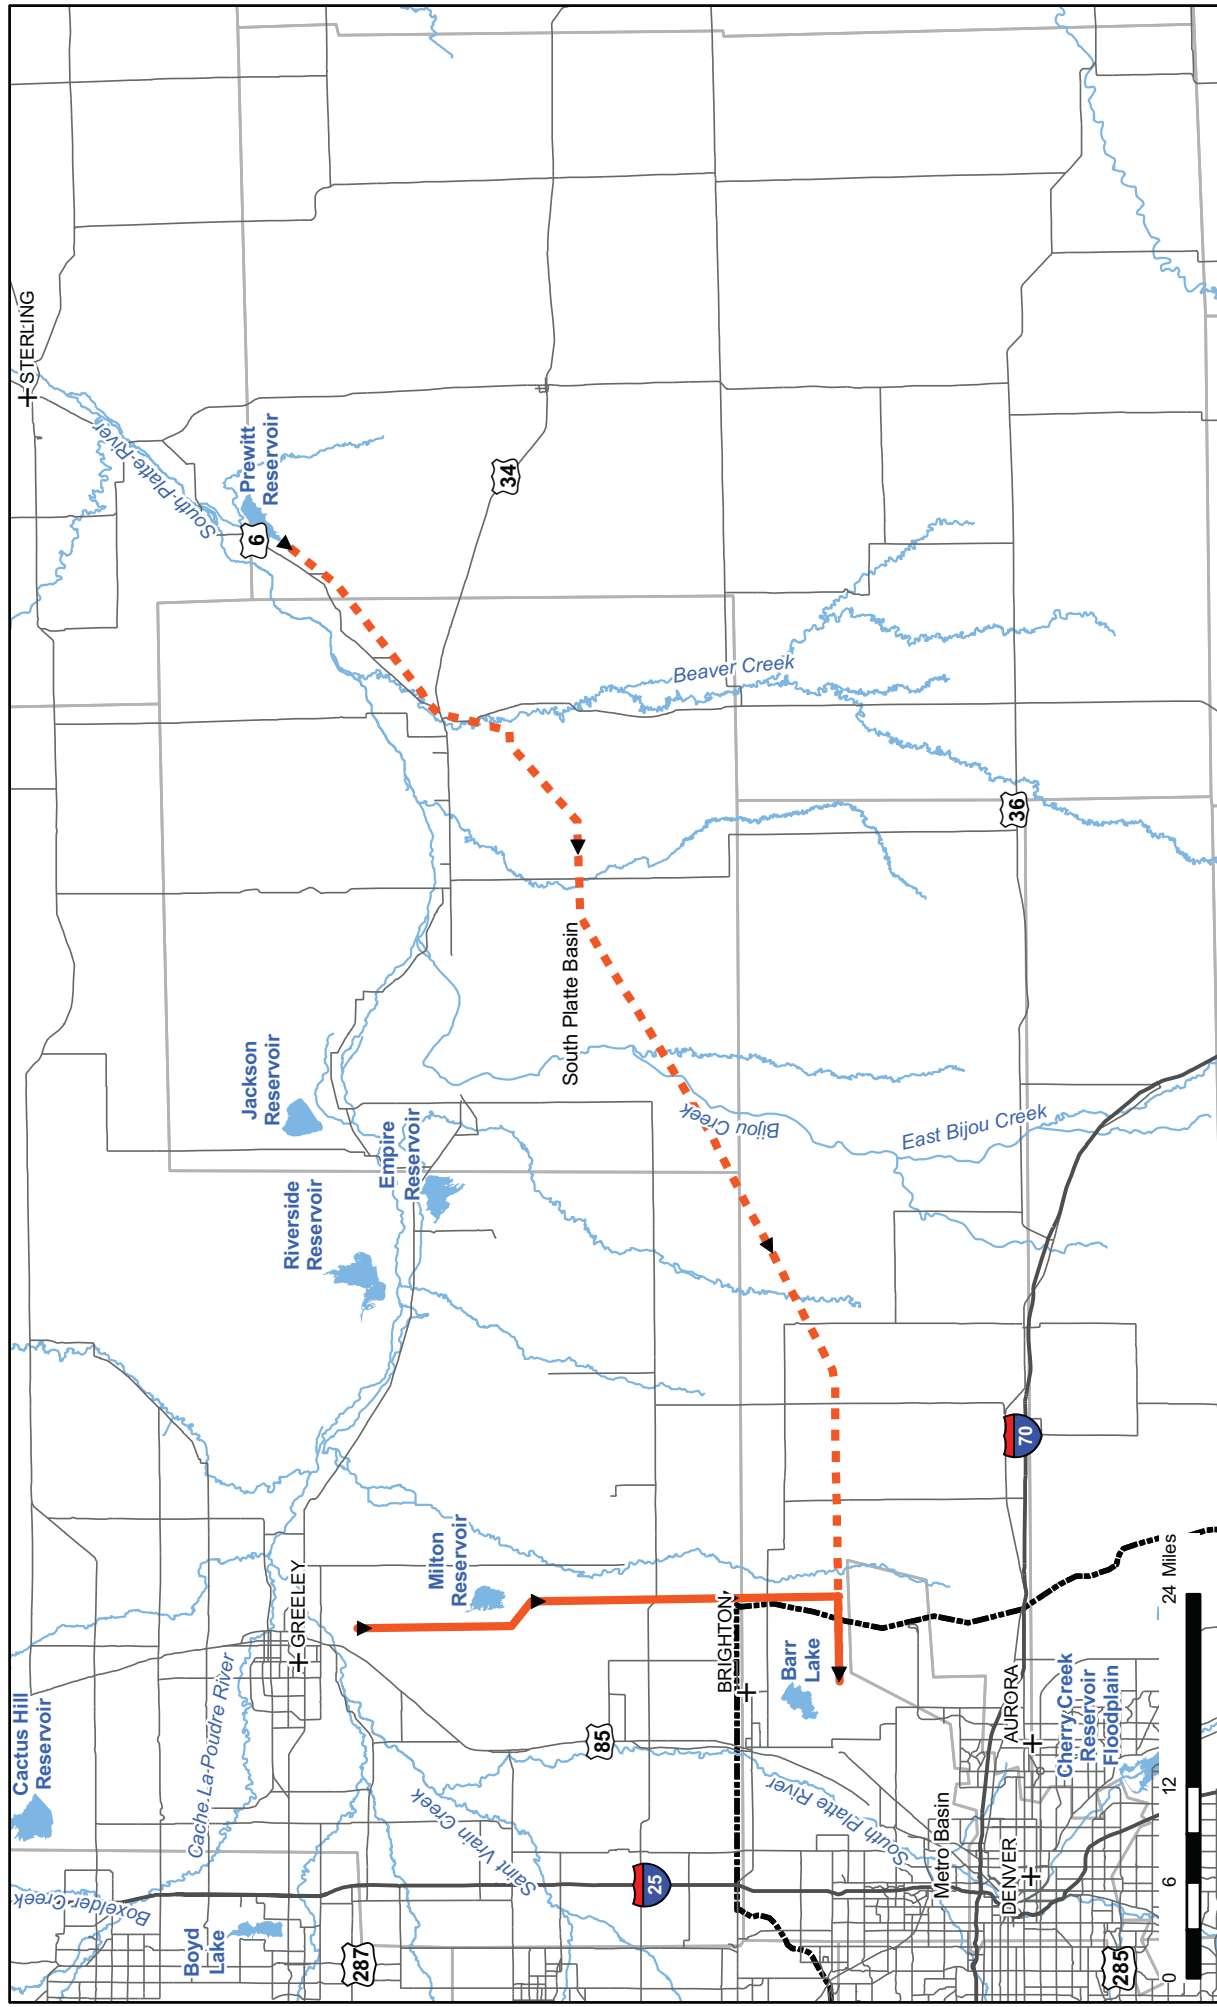 STERLING
South-Platte-River
Prewitt
Reservoir
6
34
Beaver Creek
36
South Platte Basin
Jackson
Reservoir
Empire
Reservoir
Riverside
Reservoir
Bijou Creek
East Bijou Creek
70
Milton
Reservoir
GREELEY
Cactus Hill
Reservoir
Cache-La-Poudre River
Boxelder-Creek
Boyd
Lake
287
Saint Vrain Creek
25
85
BRIGHTON
Barr
Lake
South Platte River
Metro Basin
DENVER
AURORA
Cherry Creek
Reservoir
Floodplain
285
0 6 12 24 Miles